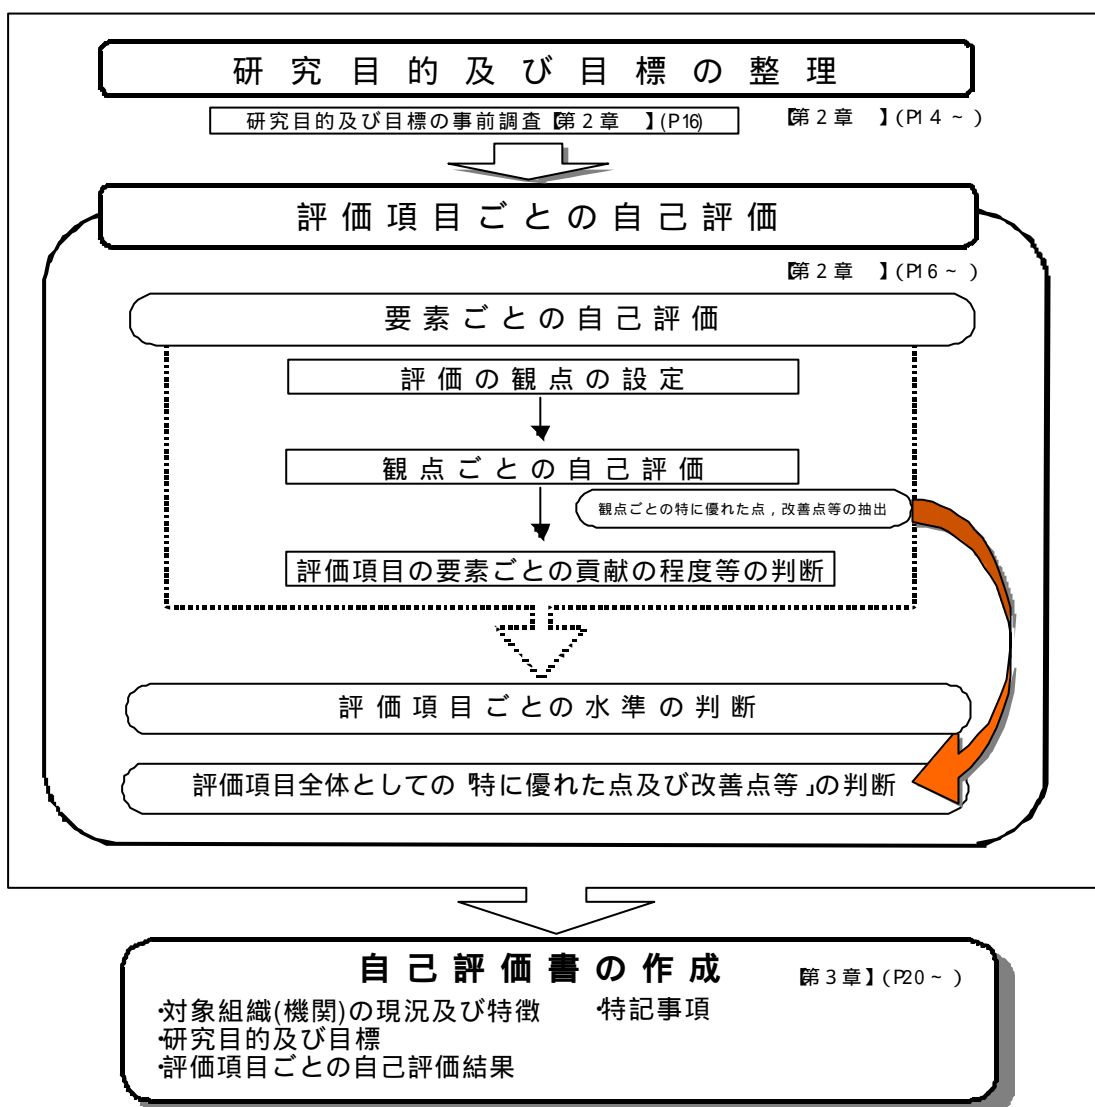 研究目的及び目標の整理
研究目的及び目標の事前調査【第2章　】(P16)
【第2章　】(P14～)
評価項目ごとの自己評価
【第2章　】(P16～)
要素ごとの自己評価
評価の観点の設定
観点ごとの自己評価
観点ごとの特に優れた点，改善点等の抽出
評価項目の要素ごとの貢献の程度等の判断
評価項目ごとの水準の判断
評価項目全体としての「特に優れた点及び改善点等」の判断
自己評価書の作成
【第3章】(P20～)
・対象組織(機関)の現況及び特徴
・特記事項
・研究目的及び目標
・評価項目ごとの自己評価結果